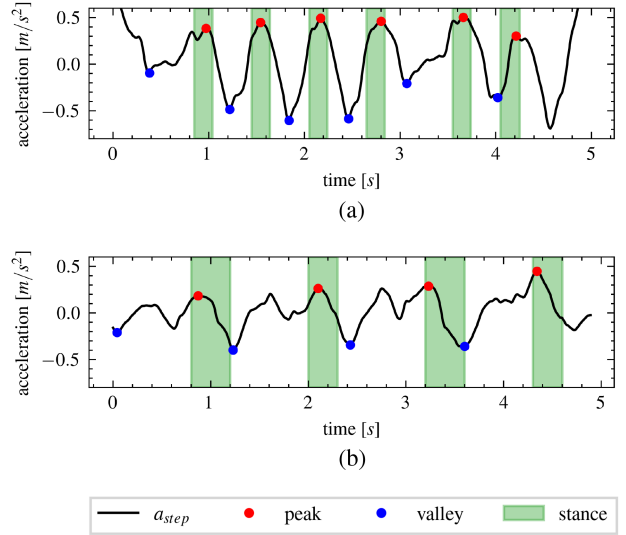 acceleration [m/s²]
0.5
0.0
−0.5
0 1 2 3 4 5
time [s]
(a)
acceleration [m/s²]
0.5
0.0
−0.5
0 1 2 3 4 5
time [s]
(b)
a_step peak valley stance